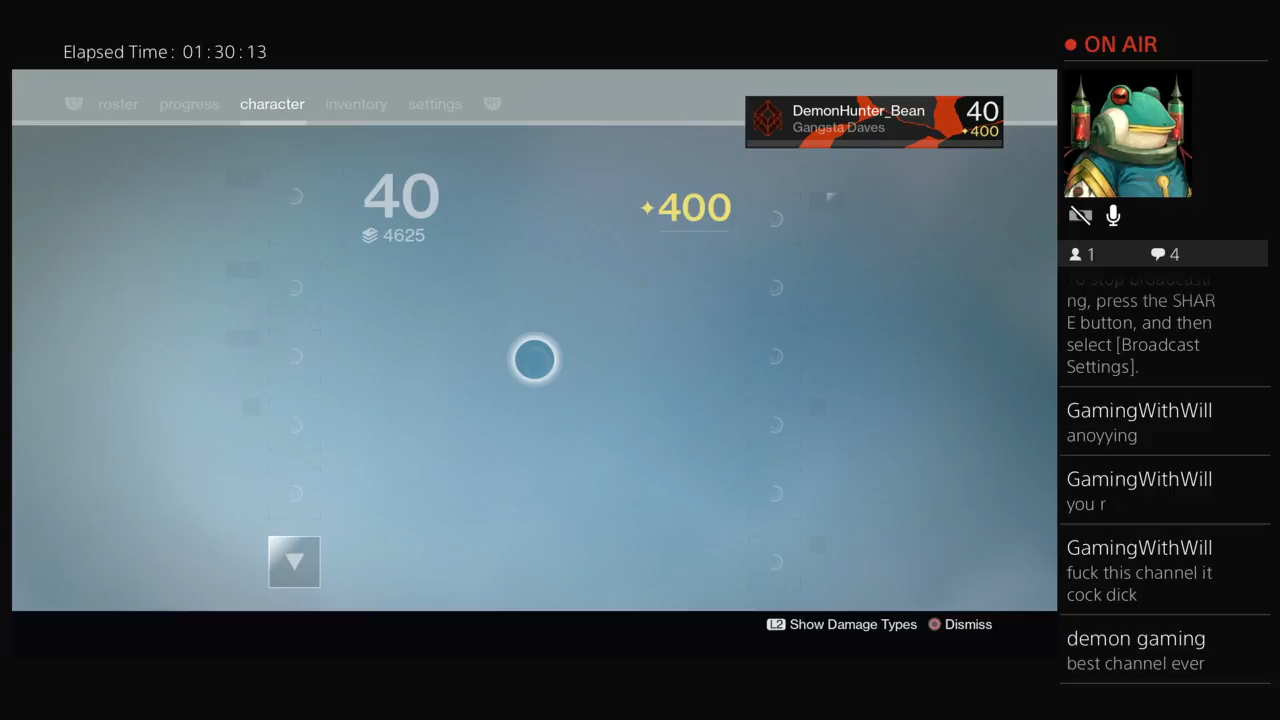 Elapsed Time: 01:30:13
ON AIR
L1 roster progress character inventory settings R1
DemonHunter_Bean 40
Gangsta Daves 400
40
4625
400
1 4
ng, press the SHAR
E button, and then
select [Broadcast
Settings].
GamingWithWill
anoyying
GamingWithWill
you r
GamingWithWill
fuck this channel it
cock dick
demon gaming
best channel ever
L2 Show Damage Types Dismiss